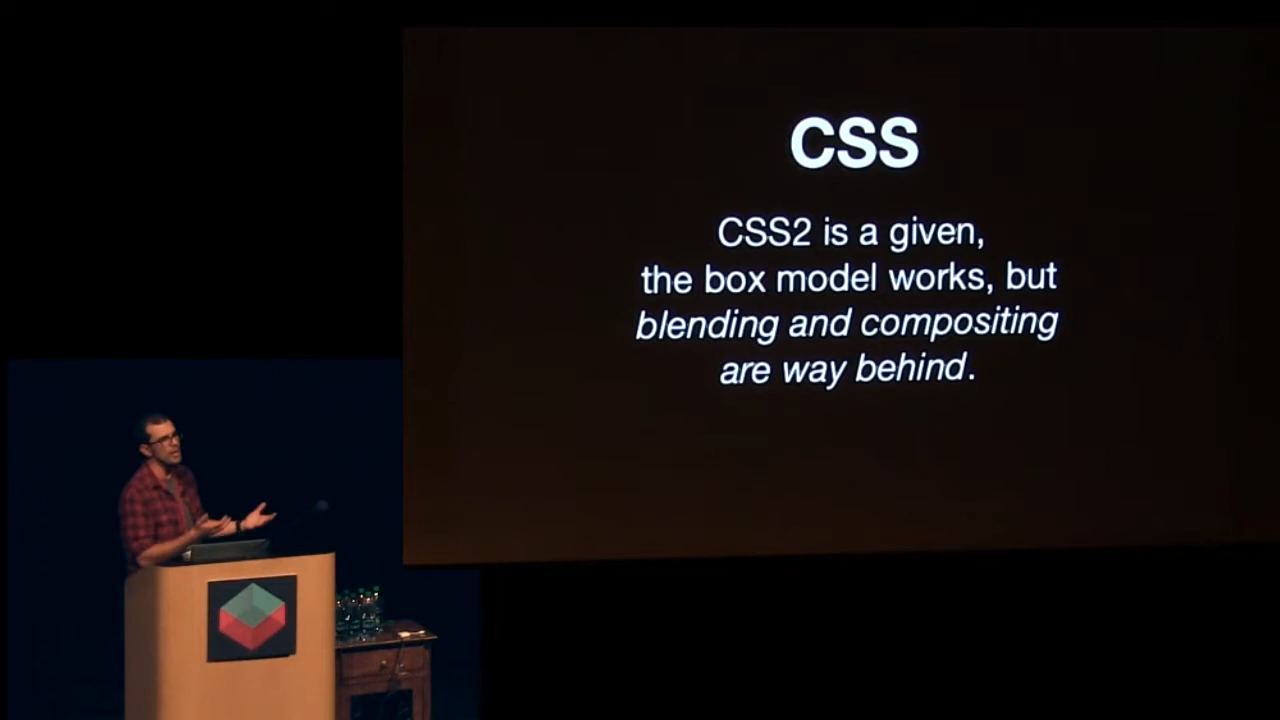 CSS
CSS2 is a given,
the box model works, but
blending and compositing
are way behind.